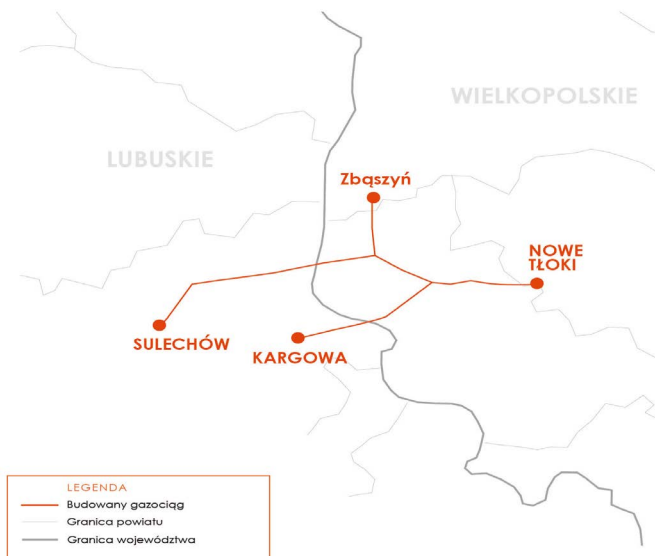 WIELKOPOLSKIE
LUBUSKIE
Zbąszyń
NOWE
TŁOKI
SULECHÓW
KARGOWA
LEGENDA
Budowany gazociąg
Granica powiatu
Granica województwa